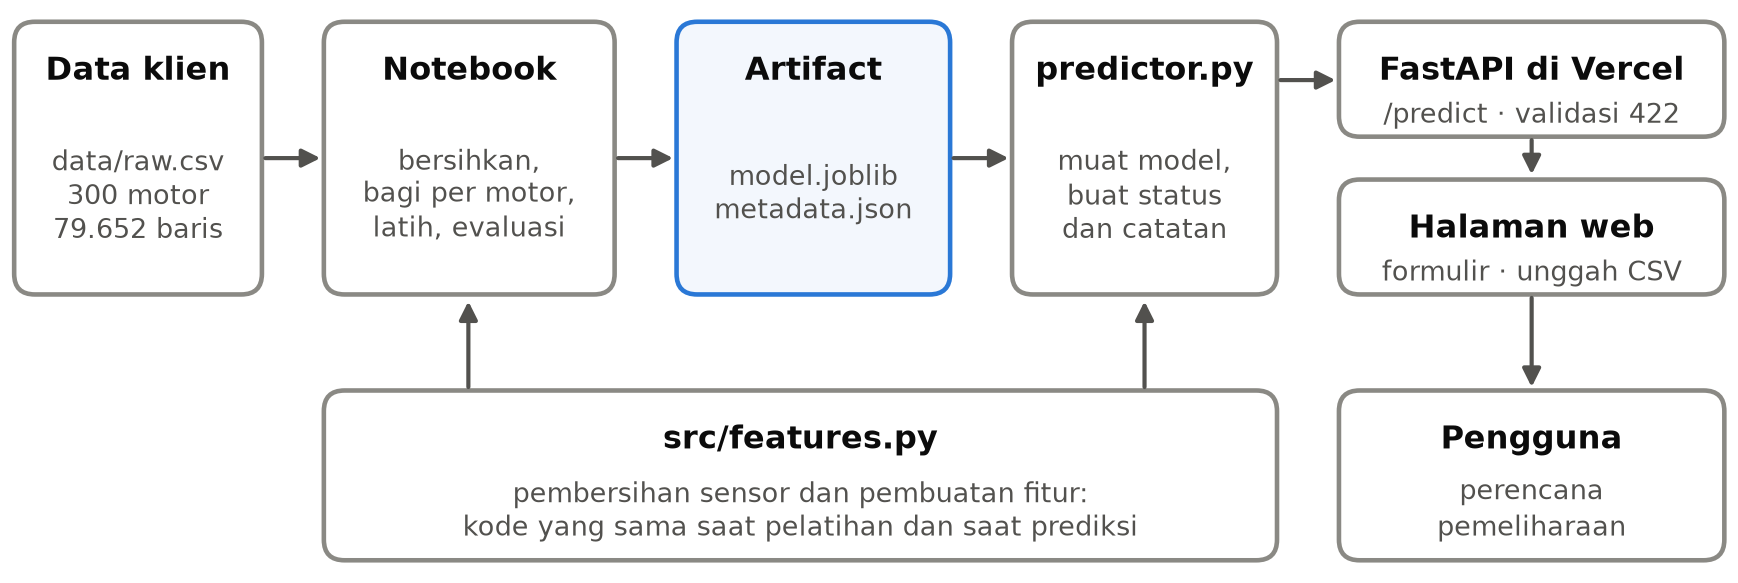 Data klien
data/raw.csv
300 motor
79.652 baris
Notebook
bersihkan,
bagi per motor,
latih, evaluasi
Artifact
model.joblib
metadata.json
predictor.py
muat model,
buat status
dan catatan
FastAPI di Vercel
/predict · validasi 422
Halaman web
formulir · unggah CSV
src/features.py
pembersihan sensor dan pembuatan fitur:
kode yang sama saat pelatihan dan saat prediksi
Pengguna
perencana
pemeliharaan